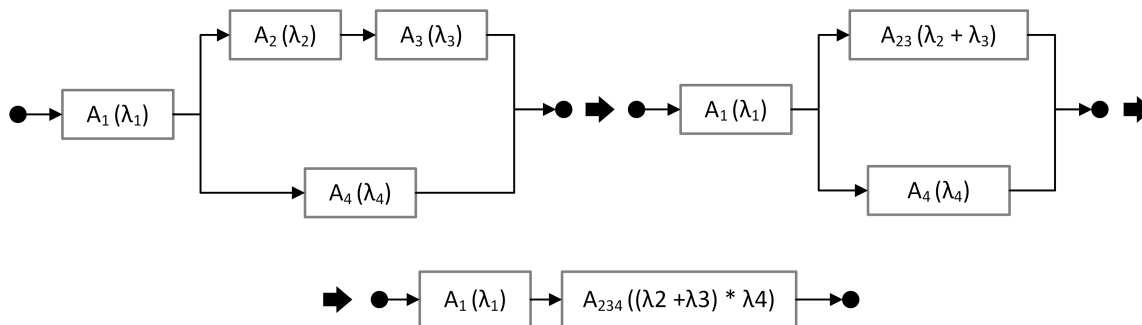 A₂ (λ₂)
A₃ (λ₃)
A₁ (λ₁)
A₄ (λ₄)
A₂₃ (λ₂ + λ₃)
A₁ (λ₁)
A₄ (λ₄)
A₁ (λ₁)
A₂₃₄ ((λ2 +λ3) * λ4)